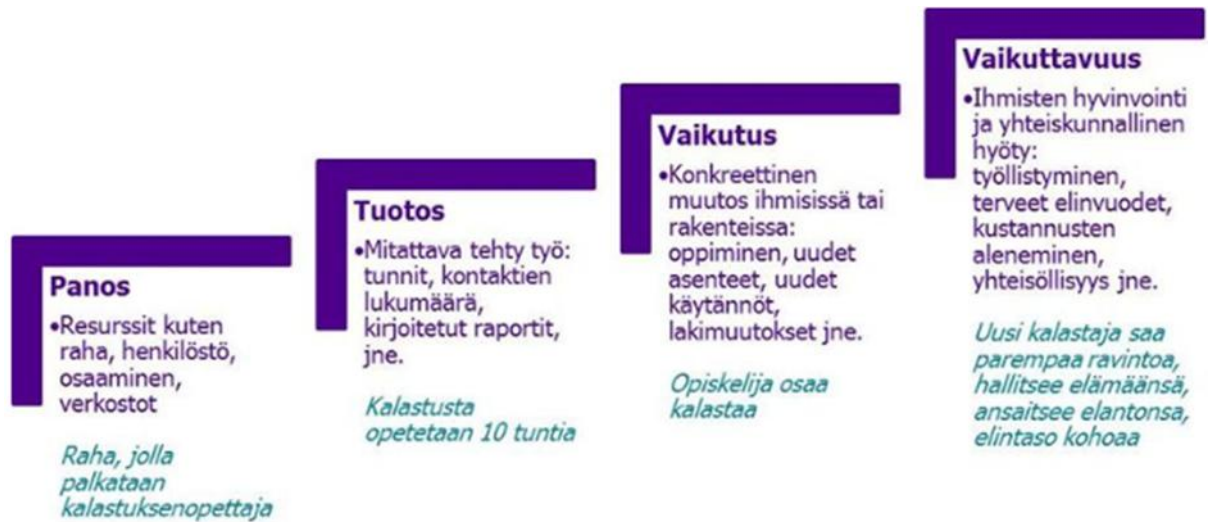 Panos
•Resurssit kuten
raha, henkilöstö,
osaaminen,
verkostot
Raha, jolla
palkataan
kalastuksenopettaja
Tuotos
•Mitattava tehty työ:
tunnit, kontaktien
lukumäärä,
kirjoitetut raportit,
jne.
Kalastusta
opetetaan 10 tuntia
Vaikutus
•Konkreettinen
muutos ihmisissä tai
rakenteissa:
oppiminen, uudet
asenteet, uudet
käytännöt,
lakimuutokset jne.
Opiskelija osaa
kalastaa
Vaikuttavuus
•Ihmisten hyvinvointi
ja yhteiskunnallinen
hyöty:
työllistyminen,
terveet elinvuodet,
kustannusten
aleneminen,
yhteisöllisyys jne.
Uusi kalastaja saa
parempaa ravintoa,
hallitsee elämäänsä,
ansaitsee elantonsa,
elintaso kohoaa